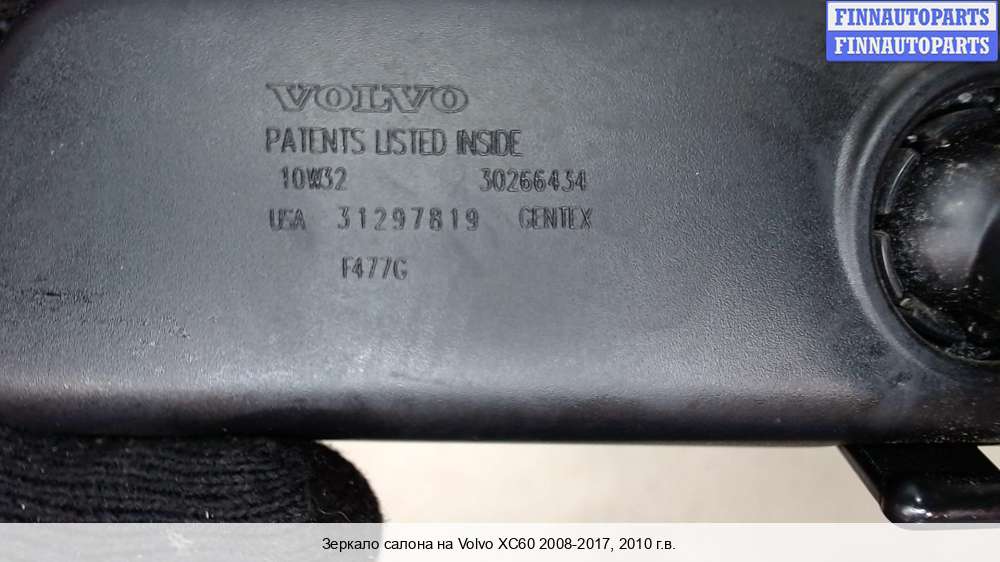 FINNAUTOPARTS
FINNAUTOPARTS
VOLVO
PATENTS LISTED INSIDE
10W32 30266434
USA 31297819 GENTEX
F477G
Зеркало салона на Volvo XC60 2008-2017, 2010 г.в.